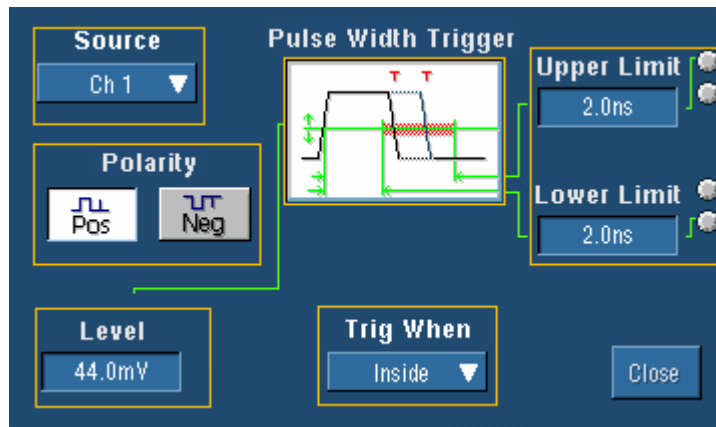 Source
Ch 1
Pulse Width Trigger
T T
Upper Limit
2.0ns
Polarity
Pos
Neg
Lower Limit
2.0ns
Level
44.0mV
Trig When
Inside
Close